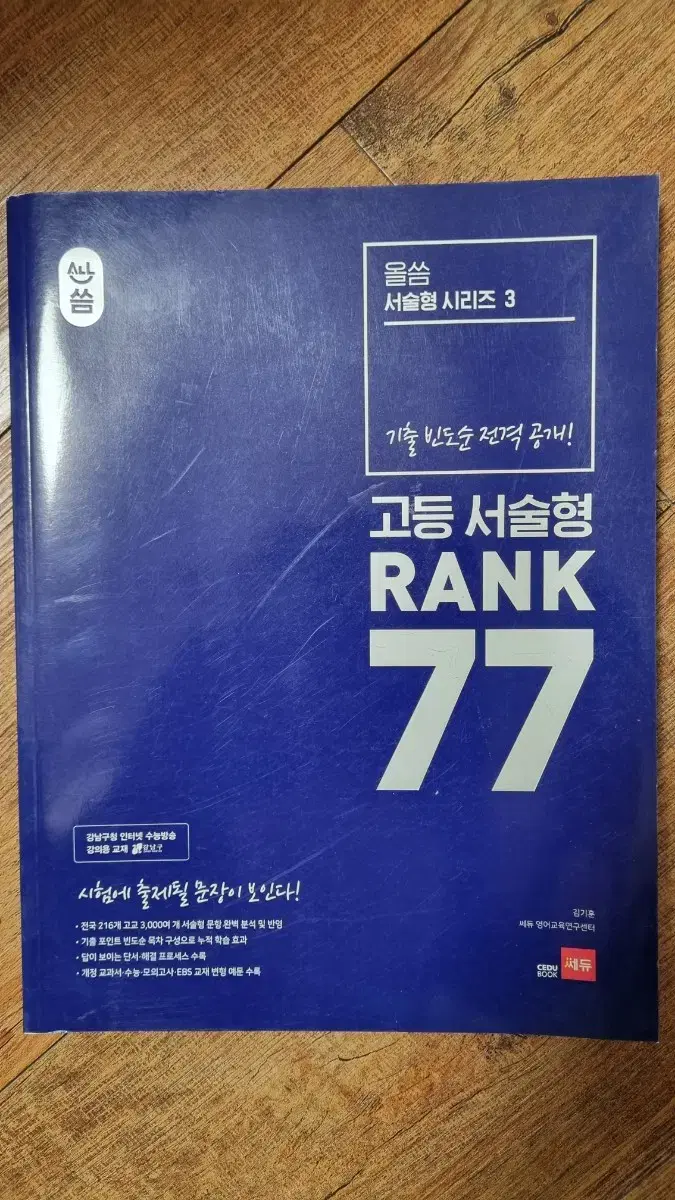 ALL
씀
올씀
서술형 시리즈 3
기출 빈도순 전격 공개!
고등 서술형
RANK
77
강남구청 인터넷 수능방송
강의용 교재 강남구
시험에 출제될 문장이 보인다!
• 전국 216개 고교 3,000여 개 서술형 문항 완벽 분석 및 반영
• 기출 포인트 빈도순 목차 구성으로 누적 학습 효과
• 답이 보이는 단서·해결 프로세스 수록
• 개정 교과서·수능·모의고사·EBS 교재 변형 예문 수록
김기훈
쎄듀 영어교육연구센터
CEDU
BOOK
쎄듀